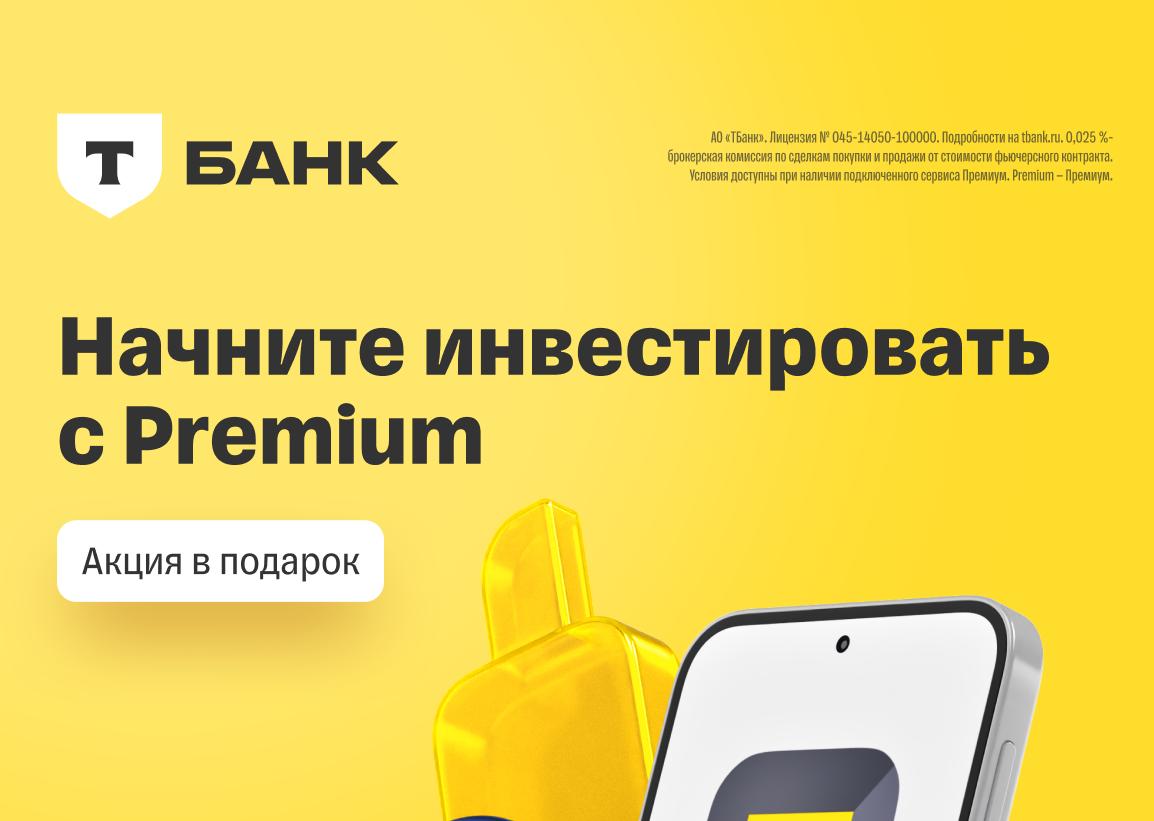 Т БАНК
АО «ТБанк». Лицензия № 045-14050-100000. Подробности на tbank.ru. 0,025 %-
брокерская комиссия по сделкам покупки и продажи от стоимости фьючерсного контракта.
Условия доступны при наличии подключенного сервиса Премиум. Premium – Премиум.
Начните инвестировать
с Premium
Акция в подарок